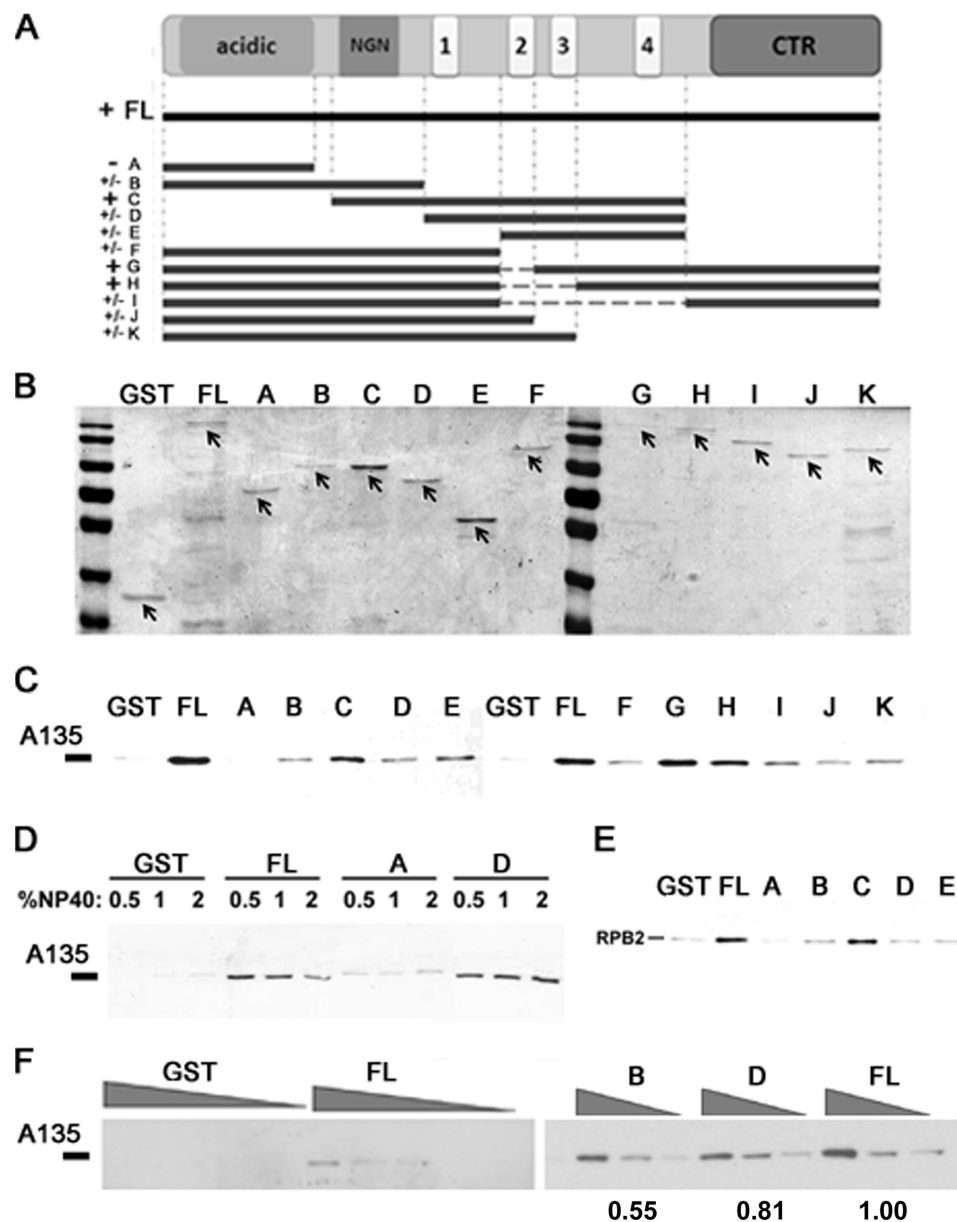 A
acidic NGN 1 2 3 4 CTR
+ FL
- A
+/- B
+ C
+/- D
+/- E
+/- F
+ G
+ H
+/- I
+/- J
+/- K
B
GST FL A B C D E F G H I J K
C
GST FL A B C D E GST FL F G H I J K
A135
D
GST FL A D
%NP40: 0.5 1 2 0.5 1 2 0.5 1 2 0.5 1 2
A135
E
GST FL A B C D E
RPB2
F
GST FL B D FL
A135
0.55 0.81 1.00